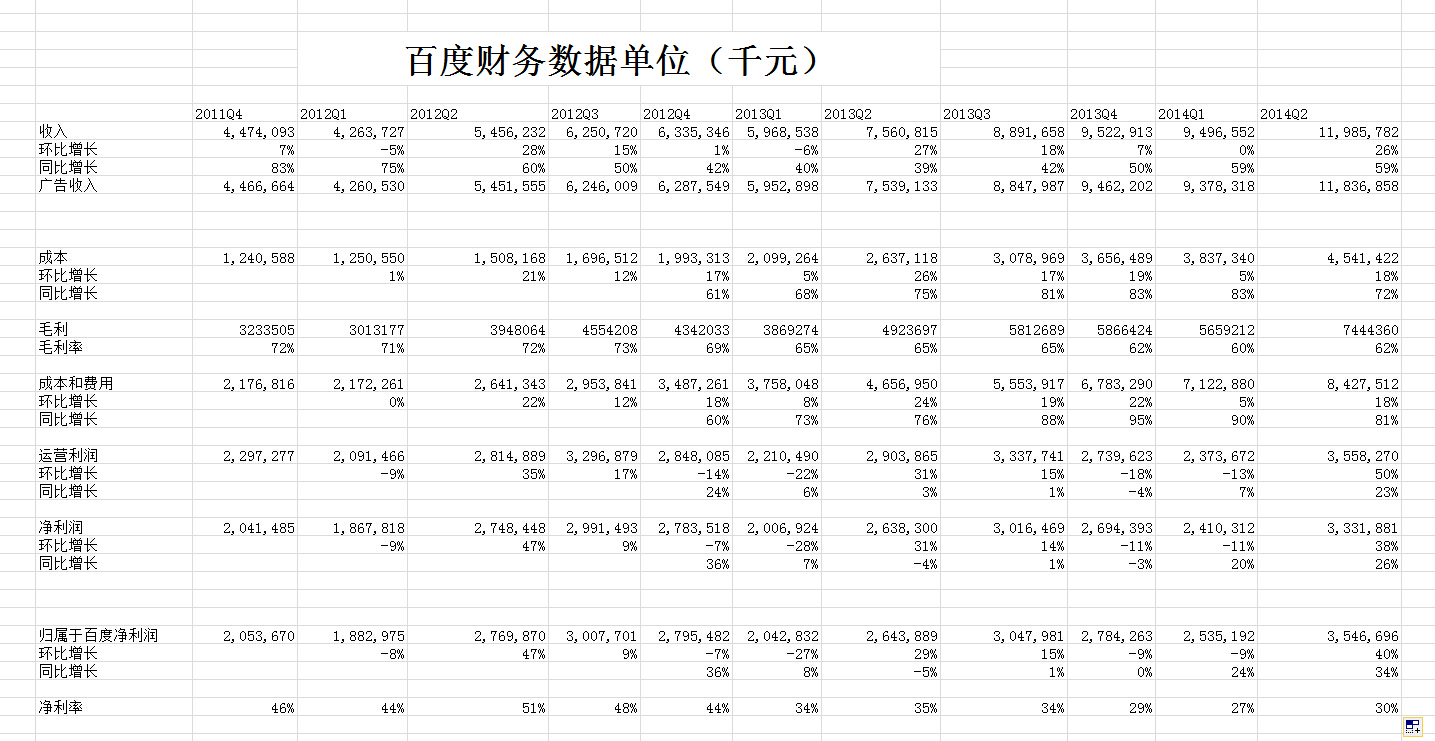 百度财务数据单位（千元）
2011Q4 2012Q1 2012Q2 2012Q3 2012Q4 2013Q1 2013Q2 2013Q3 2013Q4 2014Q1 2014Q2
收入 4,474,093 4,263,727 5,456,232 6,250,720 6,335,346 5,968,538 7,560,815 8,891,658 9,522,913 9,496,552 11,985,782
环比增长 7% -5% 28% 15% 1% -6% 27% 18% 7% 0% 26%
同比增长 83% 75% 60% 50% 42% 40% 39% 42% 50% 59% 59%
广告收入 4,466,664 4,260,530 5,451,555 6,246,009 6,287,549 5,952,898 7,539,133 8,847,987 9,462,202 9,378,318 11,836,858
成本 1,240,588 1,250,550 1,508,168 1,696,512 1,993,313 2,099,264 2,637,118 3,078,969 3,656,489 3,837,340 4,541,422
环比增长 1% 21% 12% 17% 5% 26% 17% 19% 5% 18%
同比增长 61% 68% 75% 81% 83% 83% 72%
毛利 3233505 3013177 3948064 4554208 4342033 3869274 4923697 5812689 5866424 5659212 7444360
毛利率 72% 71% 72% 73% 69% 65% 65% 65% 62% 60% 62%
成本和费用 2,176,816 2,172,261 2,641,343 2,953,841 3,487,261 3,758,048 4,656,950 5,553,917 6,783,290 7,122,880 8,427,512
环比增长 0% 22% 12% 18% 8% 24% 19% 22% 5% 18%
同比增长 60% 73% 76% 88% 95% 90% 81%
运营利润 2,297,277 2,091,466 2,814,889 3,296,879 2,848,085 2,210,490 2,903,865 3,337,741 2,739,623 2,373,672 3,558,270
环比增长 -9% 35% 17% -14% -22% 31% 15% -18% -13% 50%
同比增长 24% 6% 3% 1% -4% 7% 23%
净利润 2,041,485 1,867,818 2,748,448 2,991,493 2,783,518 2,006,924 2,638,300 3,016,469 2,694,393 2,410,312 3,331,881
环比增长 -9% 47% 9% -7% -28% 31% 14% -11% -11% 38%
同比增长 36% 7% -4% 1% -3% 20% 26%
归属于百度净利润 2,053,670 1,882,975 2,769,870 3,007,701 2,795,482 2,042,832 2,643,889 3,047,981 2,784,263 2,535,192 3,546,696
环比增长 -8% 47% 9% -7% -27% 29% 15% -9% -9% 40%
同比增长 36% 8% -5% 1% 0% 24% 34%
净利率 46% 44% 51% 48% 44% 34% 35% 34% 29% 27% 30%